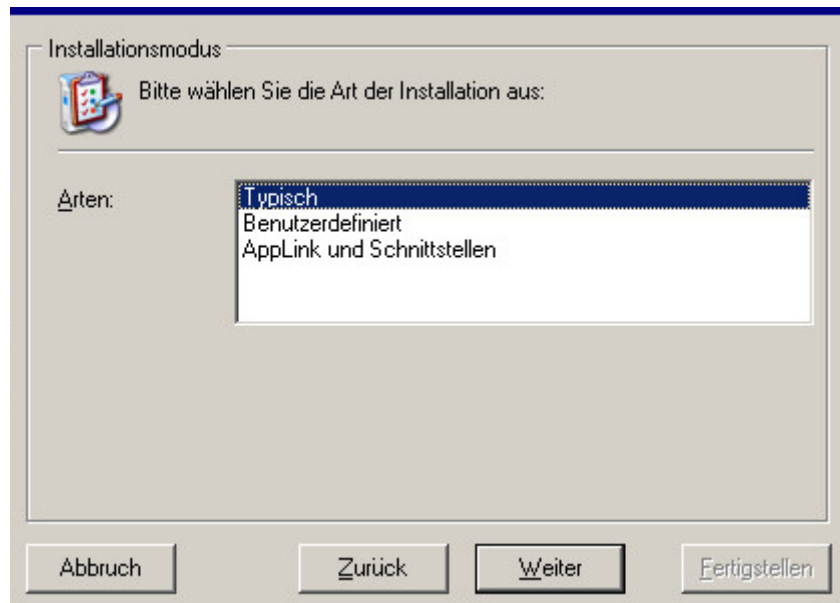 Installationsmodus
Bitte wählen Sie die Art der Installation aus:
Arten:
Typisch
Benutzerdefiniert
AppLink und Schnittstellen
Abbruch
Zurück
Weiter
Fertigstellen